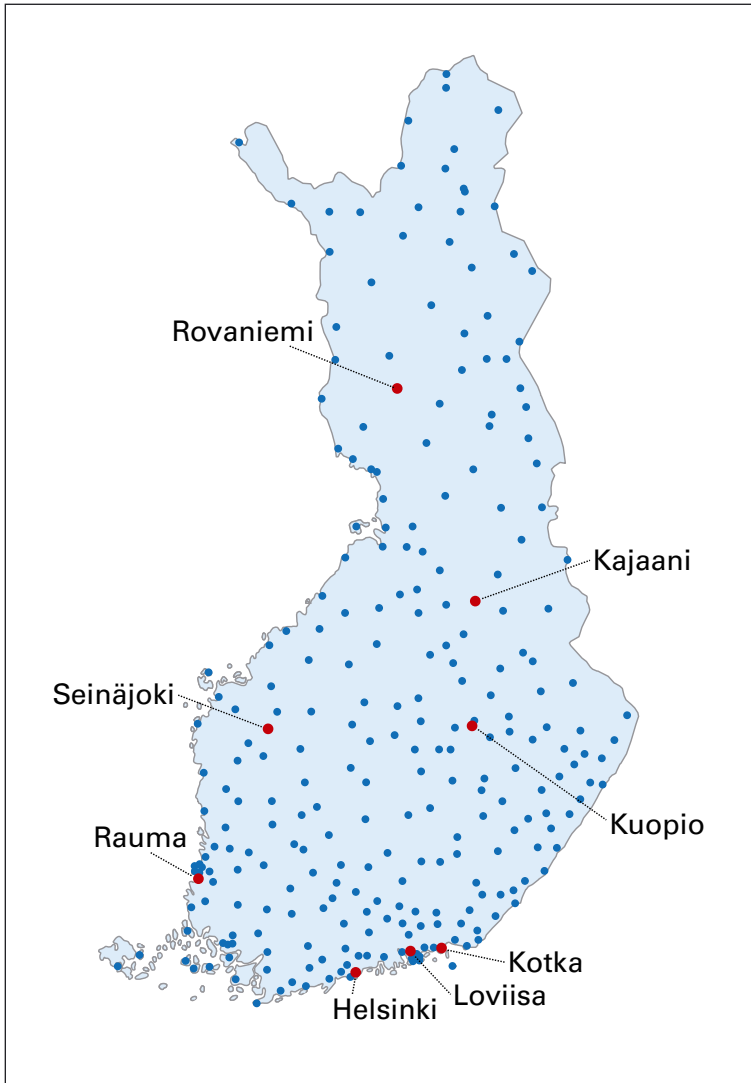 Rovaniemi
Kajaani
Seinäjoki
Kuopio
Rauma
Kotka
Loviisa
Helsinki